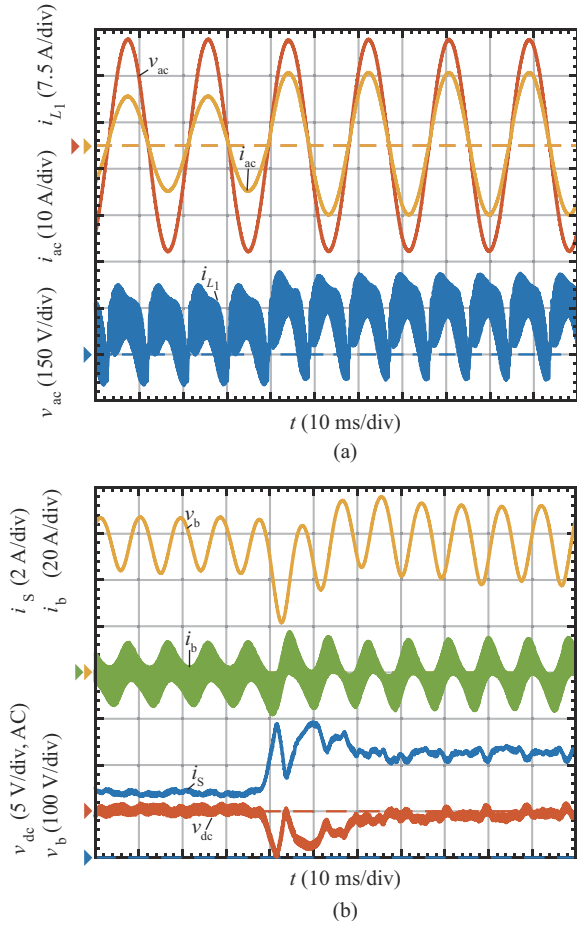 v_ac (150 V/div) i_ac (10 A/div) i_L1 (7.5 A/div)
v_ac
i_ac
i_L1
t (10 ms/div)
(a)
v_dc (5 V/div, AC) i_S (2 A/div)
v_b (100 V/div) i_b (20 A/div)
v_b
i_b
i_S
v_dc
t (10 ms/div)
(b)